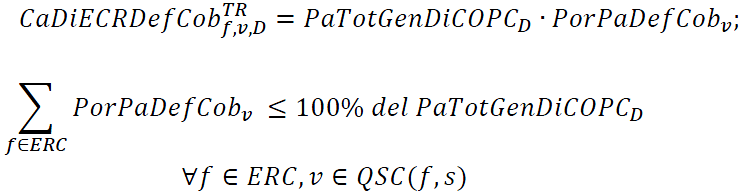 CaDiECRDefCob^{TR}_{f,v,D} = PaTotGenDiCOPC_D · PorPaDefCob_v;
∑_{f∈ERC} PorPaDefCob_v ≤ 100% del PaTotGenDiCOPC_D
∀f ∈ ERC, v ∈ QSC(f, s)